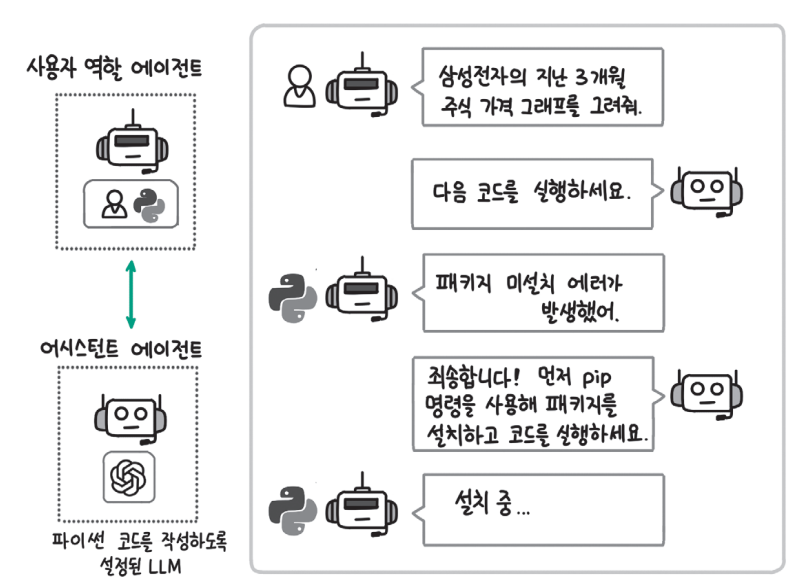 사용자 역할 에이전트
어시스턴트 에이전트
파이썬 코드를 작성하도록
설정된 LLM
삼성전자의 지난 3개월
주식 가격 그래프를 그려줘.
다음 코드를 실행하세요.
패키지 미설치 에러가
발생했어.
죄송합니다! 먼저 pip
명령을 사용해 패키지를
설치하고 코드를 실행하세요.
설치 중...